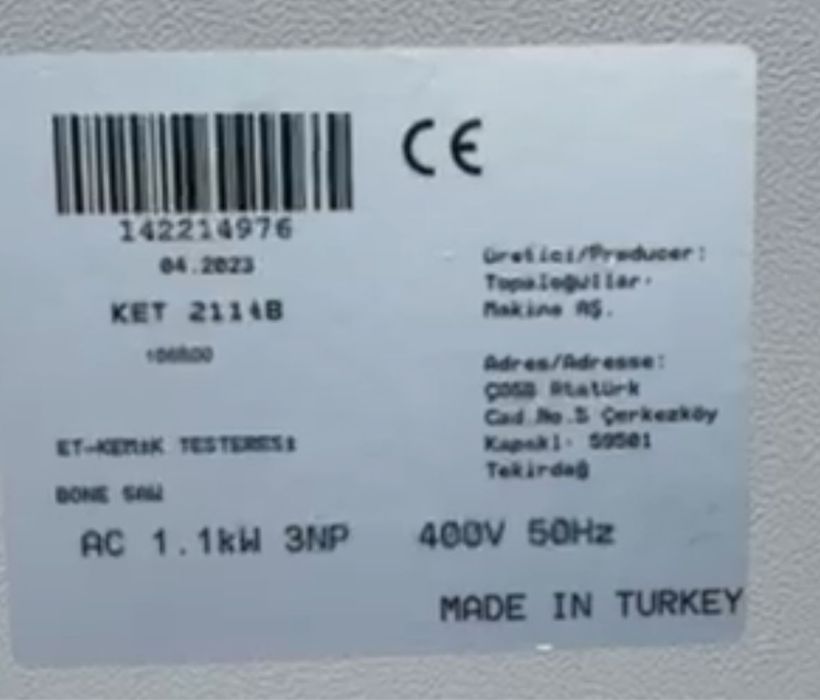 142214976
04.2023
KET 2114B
ET-KEMİK TESTERESİ
BONE SAW
AC 1.1kW 3NP 400V 50Hz
CE
Üretici/Producer:
Topaloğulları
Makine AŞ.
Adres/Adresse:
ÇOSB Atatürk
Cad.No.5 Çerkezköy
Kapaklı 59501
Tekirdağ
MADE IN TURKEY